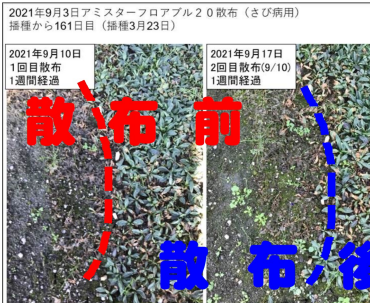 2021年9月3日アミスターフロアブル20散布(さび病用)
播種から161日目(播種3月23日)
2021年9月10日
1回目散布
1週間経過
2021年9月17日
2回目散布(9/10)
1週間経過
散布前
散布後